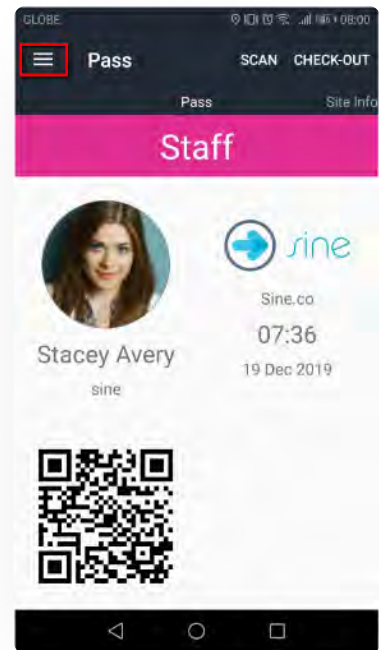 GLOBE 08:00
Pass SCAN CHECK-OUT
Pass Site Info
Staff
sine
Sine.co
07:36
Stacey Avery
19 Dec 2019
sine